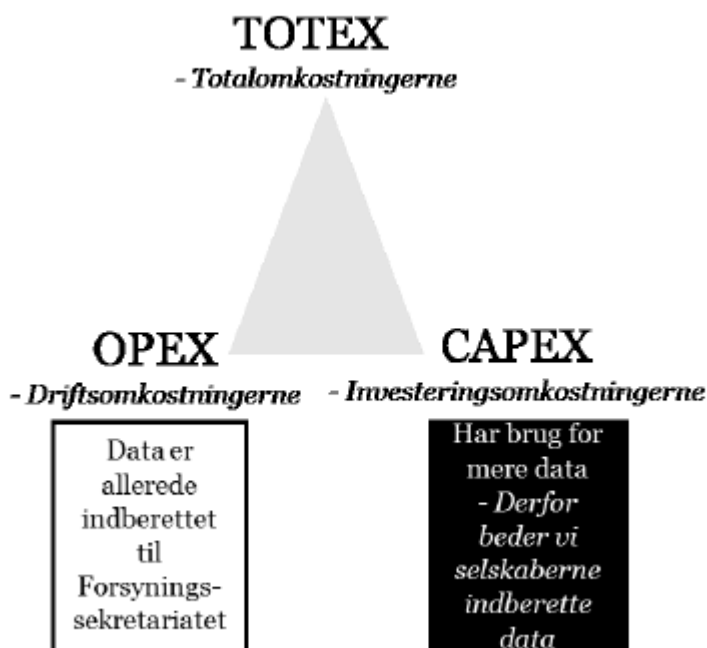 TOTEX
- Totalomkostningerne
OPEX
- Driftsomkostningerne
Data er
allerede
indberettet
til
Forsynings-
sekretariatet
CAPEX
- Investeringsomkostningerne
Har brug for
mere data
- Derfor
beder vi
selskaberne
indberette
data